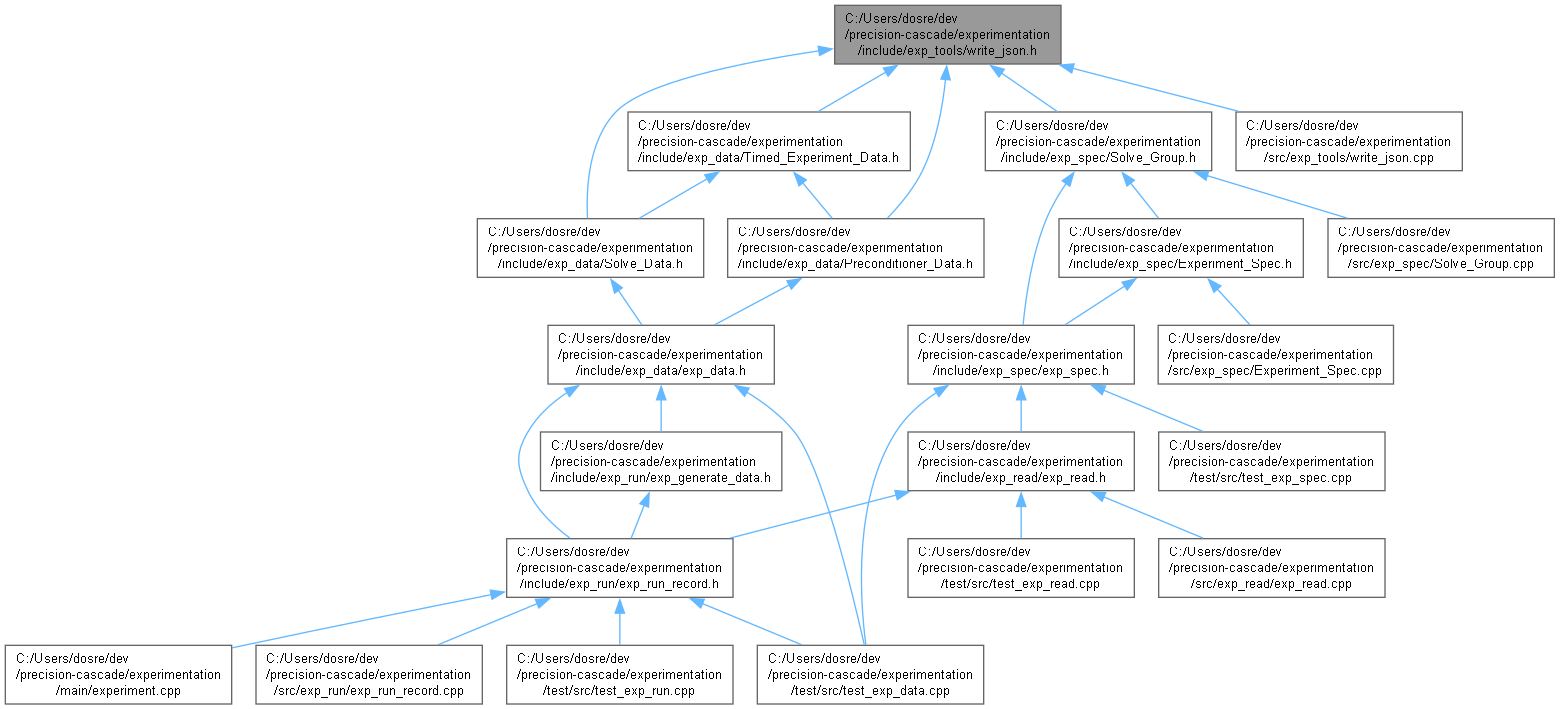 C:/Users/dosre/dev
/precision-cascade/experimentation
/include/exp_tools/write_json.h
C:/Users/dosre/dev
/precision-cascade/experimentation
/include/exp_data/Timed_Experiment_Data.h
C:/Users/dosre/dev
/precision-cascade/experimentation
/include/exp_spec/Solve_Group.h
C:/Users/dosre/dev
/precision-cascade/experimentation
/src/exp_tools/write_json.cpp
C:/Users/dosre/dev
/precision-cascade/experimentation
/include/exp_data/Solve_Data.h
C:/Users/dosre/dev
/precision-cascade/experimentation
/include/exp_data/Preconditioner_Data.h
C:/Users/dosre/dev
/precision-cascade/experimentation
/include/exp_spec/Experiment_Spec.h
C:/Users/dosre/dev
/precision-cascade/experimentation
/src/exp_spec/Solve_Group.cpp
C:/Users/dosre/dev
/precision-cascade/experimentation
/include/exp_data/exp_data.h
C:/Users/dosre/dev
/precision-cascade/experimentation
/include/exp_spec/exp_spec.h
C:/Users/dosre/dev
/precision-cascade/experimentation
/src/exp_spec/Experiment_Spec.cpp
C:/Users/dosre/dev
/precision-cascade/experimentation
/include/exp_run/exp_generate_data.h
C:/Users/dosre/dev
/precision-cascade/experimentation
/include/exp_read/exp_read.h
C:/Users/dosre/dev
/precision-cascade/experimentation
/test/src/test_exp_spec.cpp
C:/Users/dosre/dev
/precision-cascade/experimentation
/include/exp_run/exp_run_record.h
C:/Users/dosre/dev
/precision-cascade/experimentation
/test/src/test_exp_read.cpp
C:/Users/dosre/dev
/precision-cascade/experimentation
/src/exp_read/exp_read.cpp
C:/Users/dosre/dev
/precision-cascade/experimentation
/main/experiment.cpp
C:/Users/dosre/dev
/precision-cascade/experimentation
/src/exp_run/exp_run_record.cpp
C:/Users/dosre/dev
/precision-cascade/experimentation
/test/src/test_exp_run.cpp
C:/Users/dosre/dev
/precision-cascade/experimentation
/test/src/test_exp_data.cpp